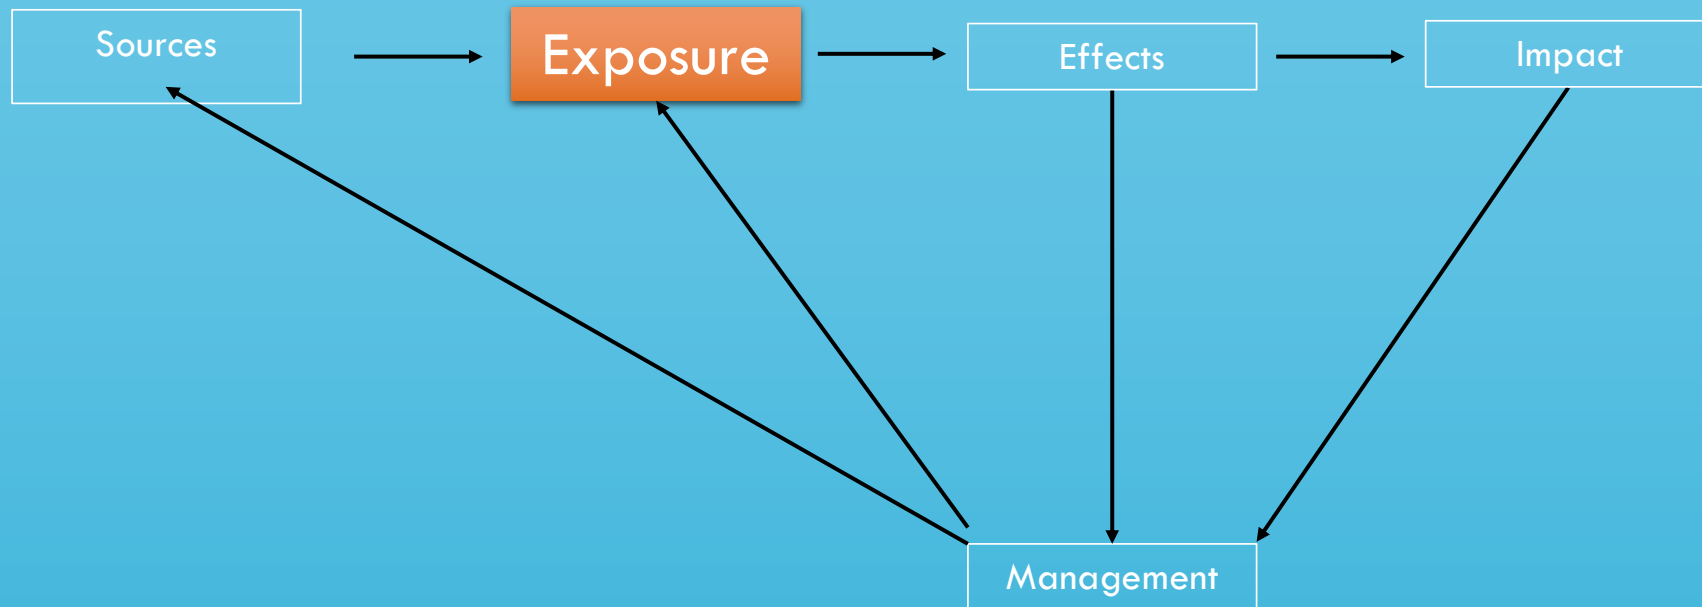 Sources
Exposure
Effects
Impact
Management